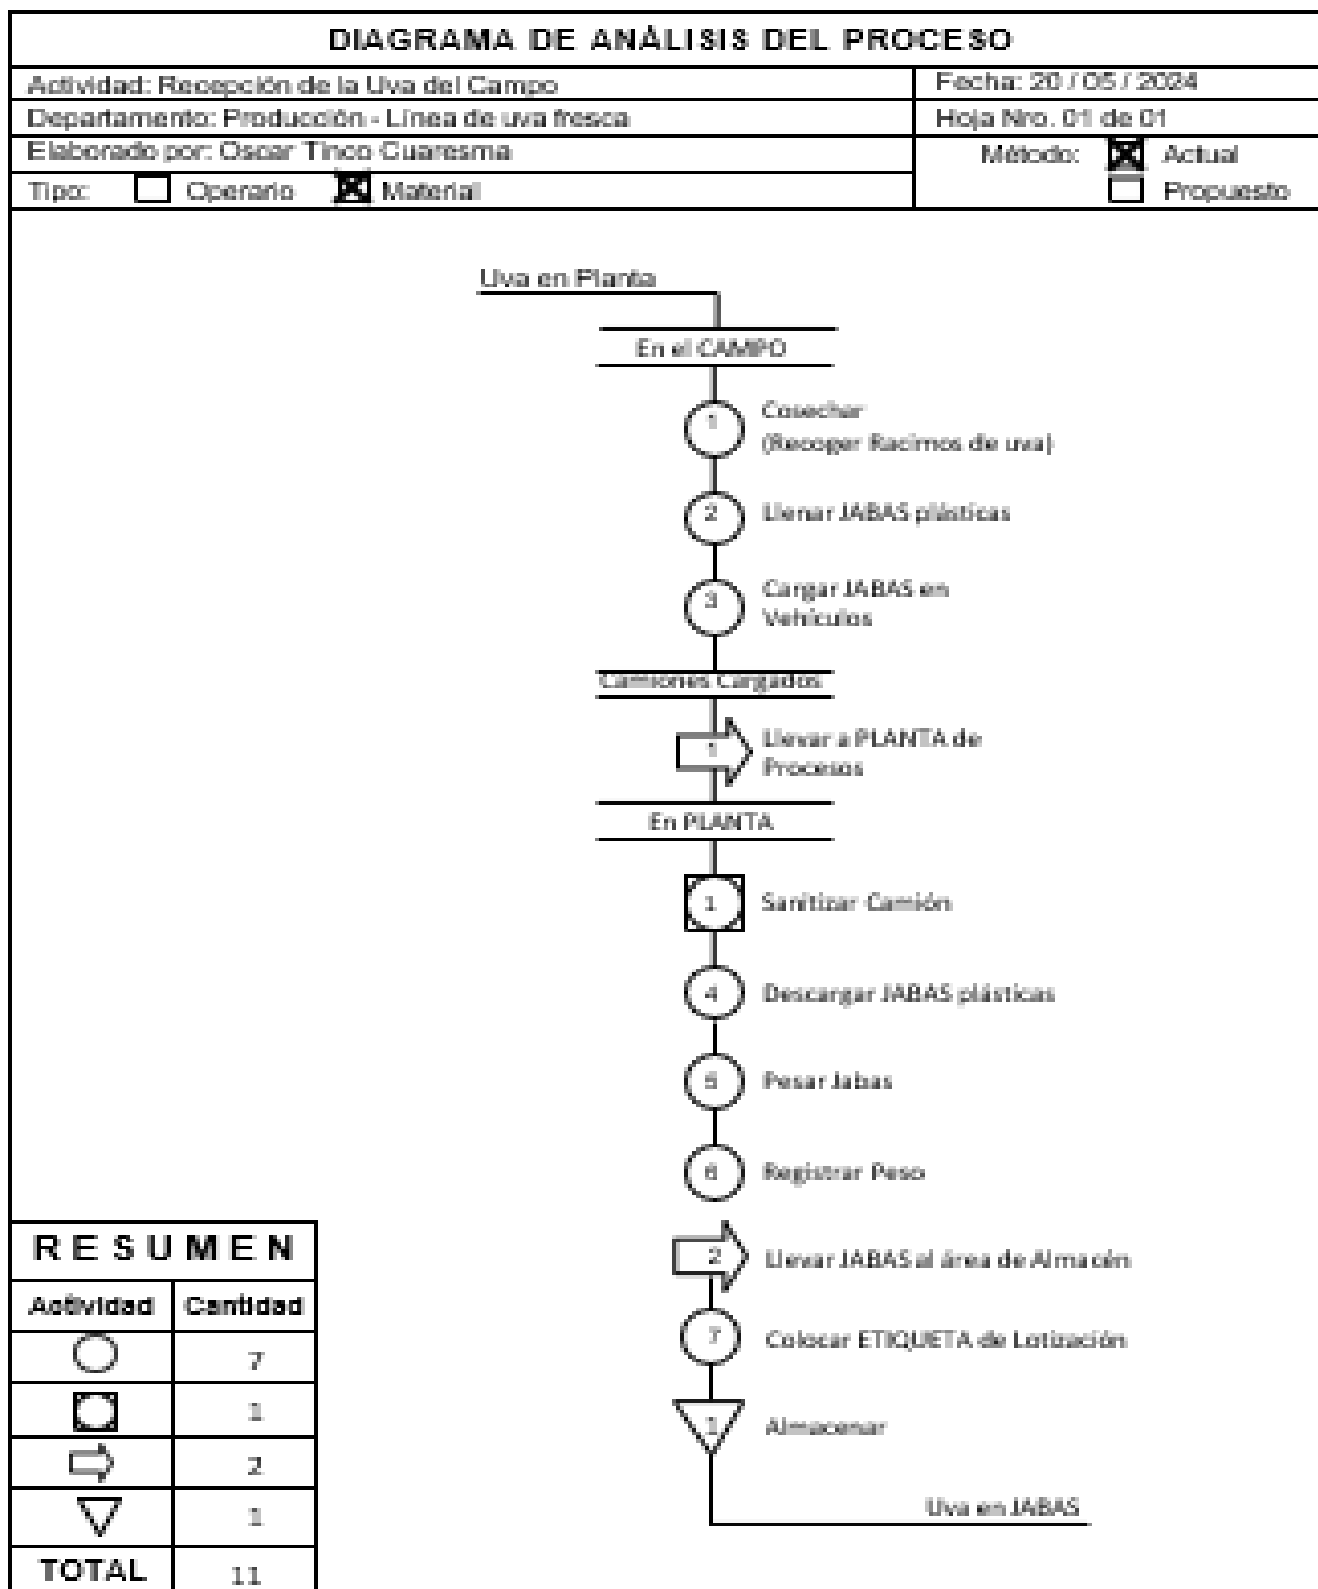 DIAGRAMA DE ANÁLISIS DEL PROCESO
Actividad: Recepción de la Uva del Campo
Fecha: 20 / 05 / 2024
Departamento: Producción - Línea de uva fresca
Hoja Nro. 01 de 01
Elaborado por: Oscar Tinco Cuaresma
Método: Actual
Tipo: Operario Material
Propuesto
Uva en Planta
En el CAMPO
1 Cosechar
(Recoger Racimos de uva)
2 Llenar JABAS plásticas
3 Cargar JABAS en
Vehículos
Camiones Cargados
1 Llevar a PLANTA de
Procesos
En PLANTA
1 Sanitizar Camión
4 Descargar JABAS plásticas
5 Pesar Jabas
6 Registrar Peso
2 Llevar JABAS al área de Almacén
7 Colocar ETIQUETA de Lotización
1 Almacenar
Uva en JABAS
RESUMEN
Actividad Cantidad
7
1
2
1
TOTAL 11